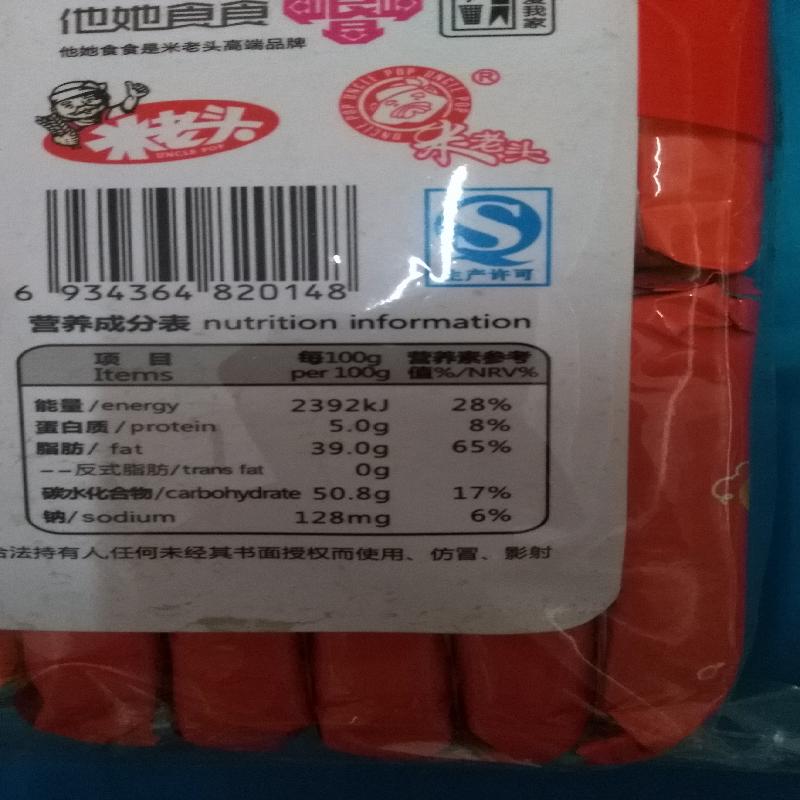 他她食食
他她食食是米老头高端品牌
我家
UNCLE POP UNCLE POP
®
米老头
UNCLE POP
米老头
6 934364 820148
生产许可
营养成分表 nutrition information
项 目 每100g 营养素参考
Items per 100g 值%/NRV%
能量/energy 2392kJ 28%
蛋白质/protein 5.0g 8%
脂肪/ fat 39.0g 65%
--反式脂肪/trans fat 0g
碳水化合物/carbohydrate 50.8g 17%
钠/sodium 128mg 6%
合法持有人,任何未经其书面授权而使用、仿冒、影射